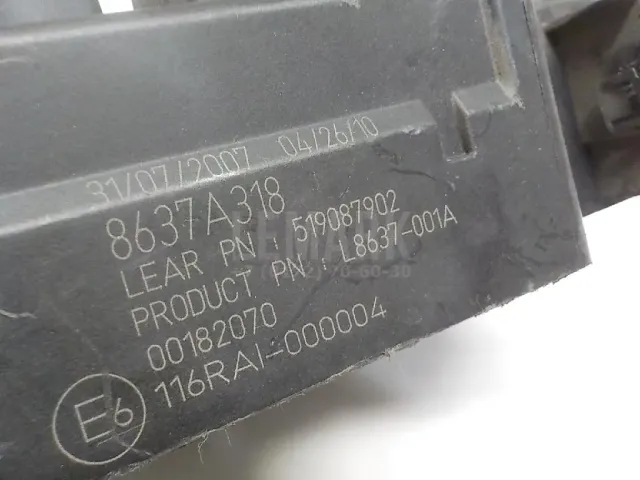 31/07/2007 04/26/10
8637A318
LEAR PN : 519087902
PRODUCT PN : L8637-001A
00182070
116RAI-000004
E6